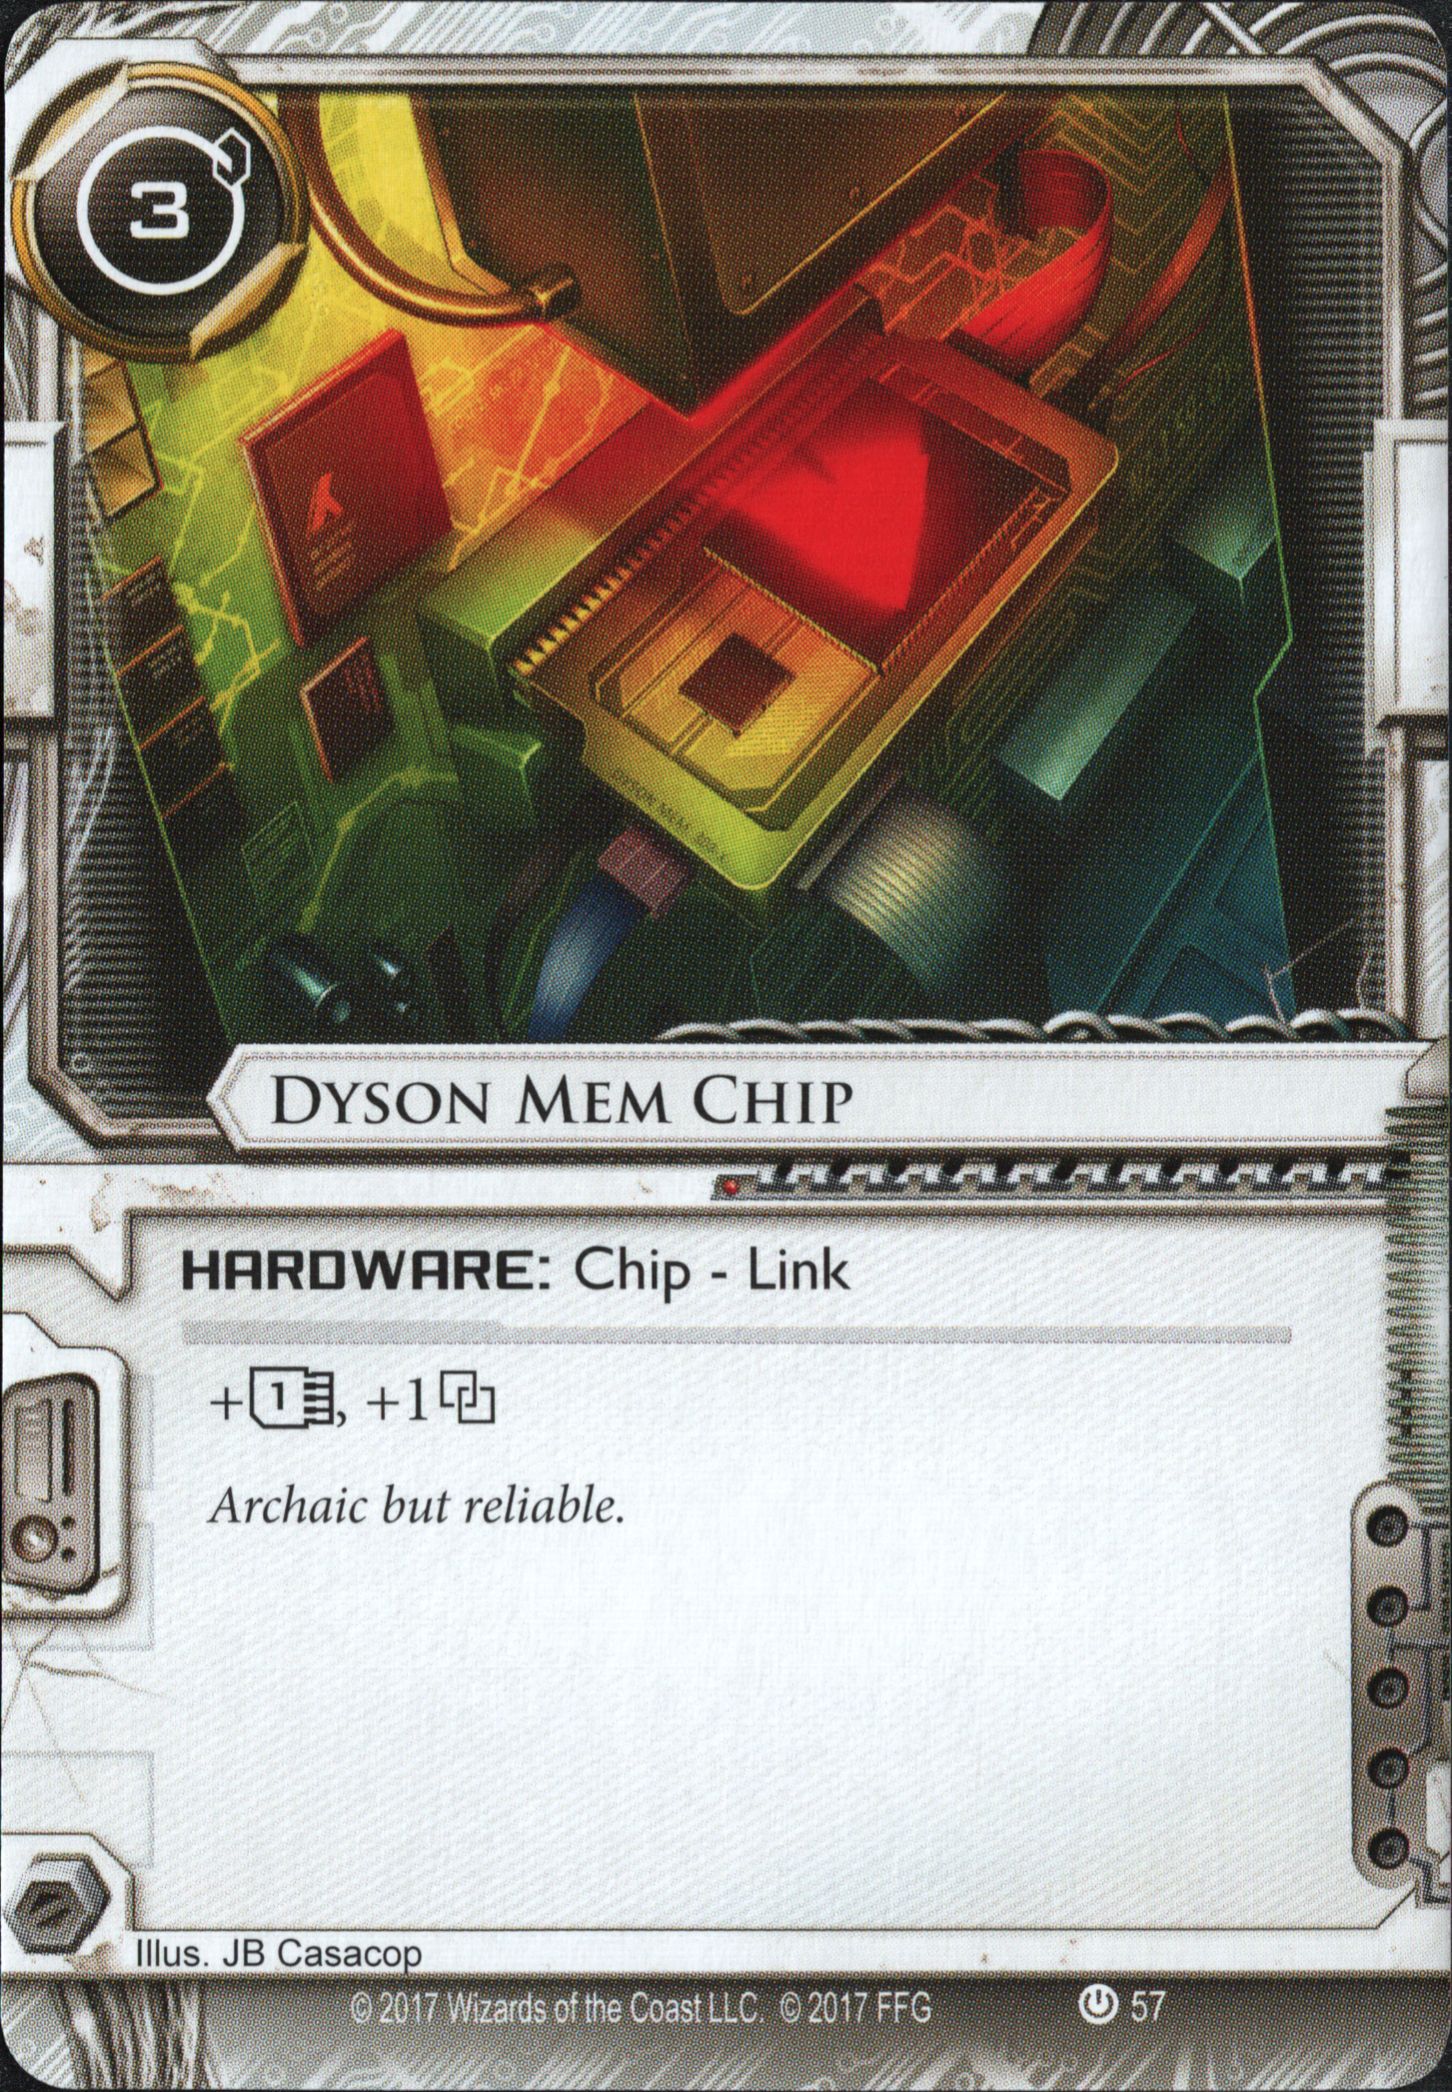 3
DYSON MEM CHIP
HARDWARE: Chip - Link
+1, +1
Archaic but reliable.
Illus. JB Casacop
© 2017 Wizards of the Coast LLC. © 2017 FFG 57